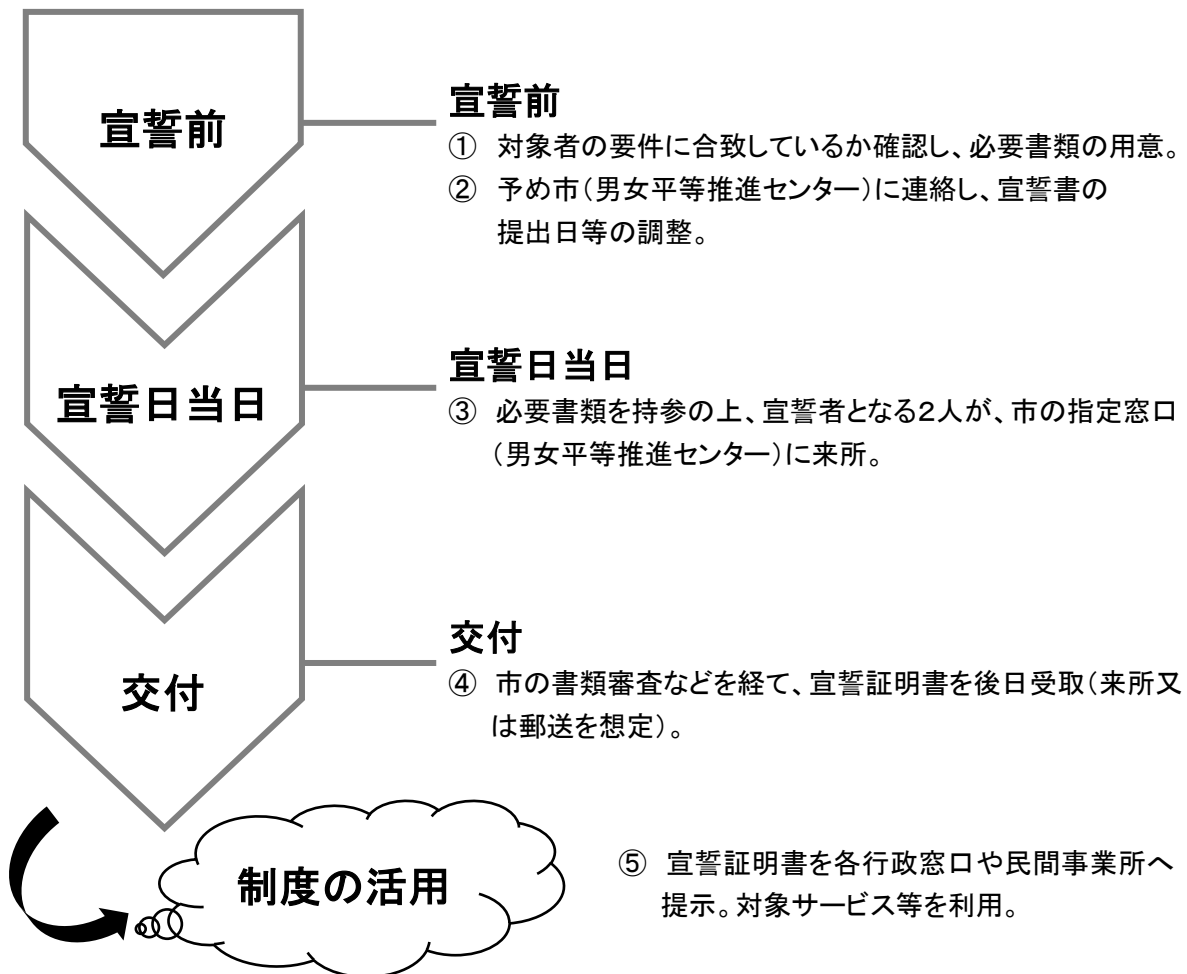 宣誓前
宣誓前
① 対象者の要件に合致しているか確認し、必要書類の用意。
② 予め市(男女平等推進センター)に連絡し、宣誓書の
提出日等の調整。
宣誓日当日
宣誓日当日
③ 必要書類を持参の上、宣誓者となる2人が、市の指定窓口
(男女平等推進センター)に来所。
交付
交付
④ 市の書類審査などを経て、宣誓証明書を後日受取(来所又
は郵送を想定)。
制度の活用
⑤ 宣誓証明書を各行政窓口や民間事業所へ
提示。対象サービス等を利用。